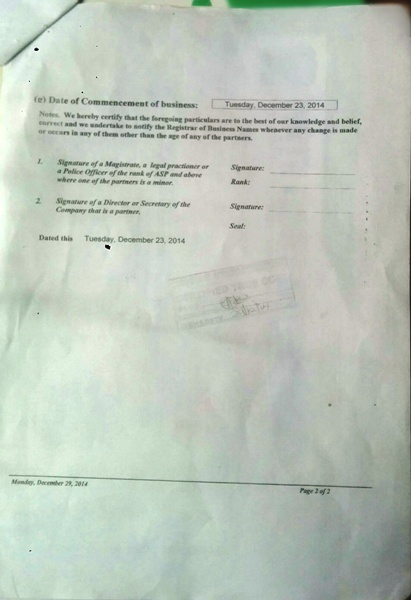 (g) Date of Commencement of business: Tuesday, December 23, 2014
Notes. We hereby certify that the foregoing particulars are to the best of our knowledge and belief,
correct and we undertake to notify the Registrar of Business Names whenever any change is made
or occurs in any of them other than the age of any of the partners.
1. Signature of a Magistrate, a legal practioner or
a Police Officer of the rank of ASP and above
where one of the partners is a minor.
Signature:
Rank:
2. Signature of a Director or Secretary of the
Company that is a partner.
Signature:
Seal:
Dated this Tuesday, December 23, 2014
Monday, December 29, 2014
Page 2 of 2